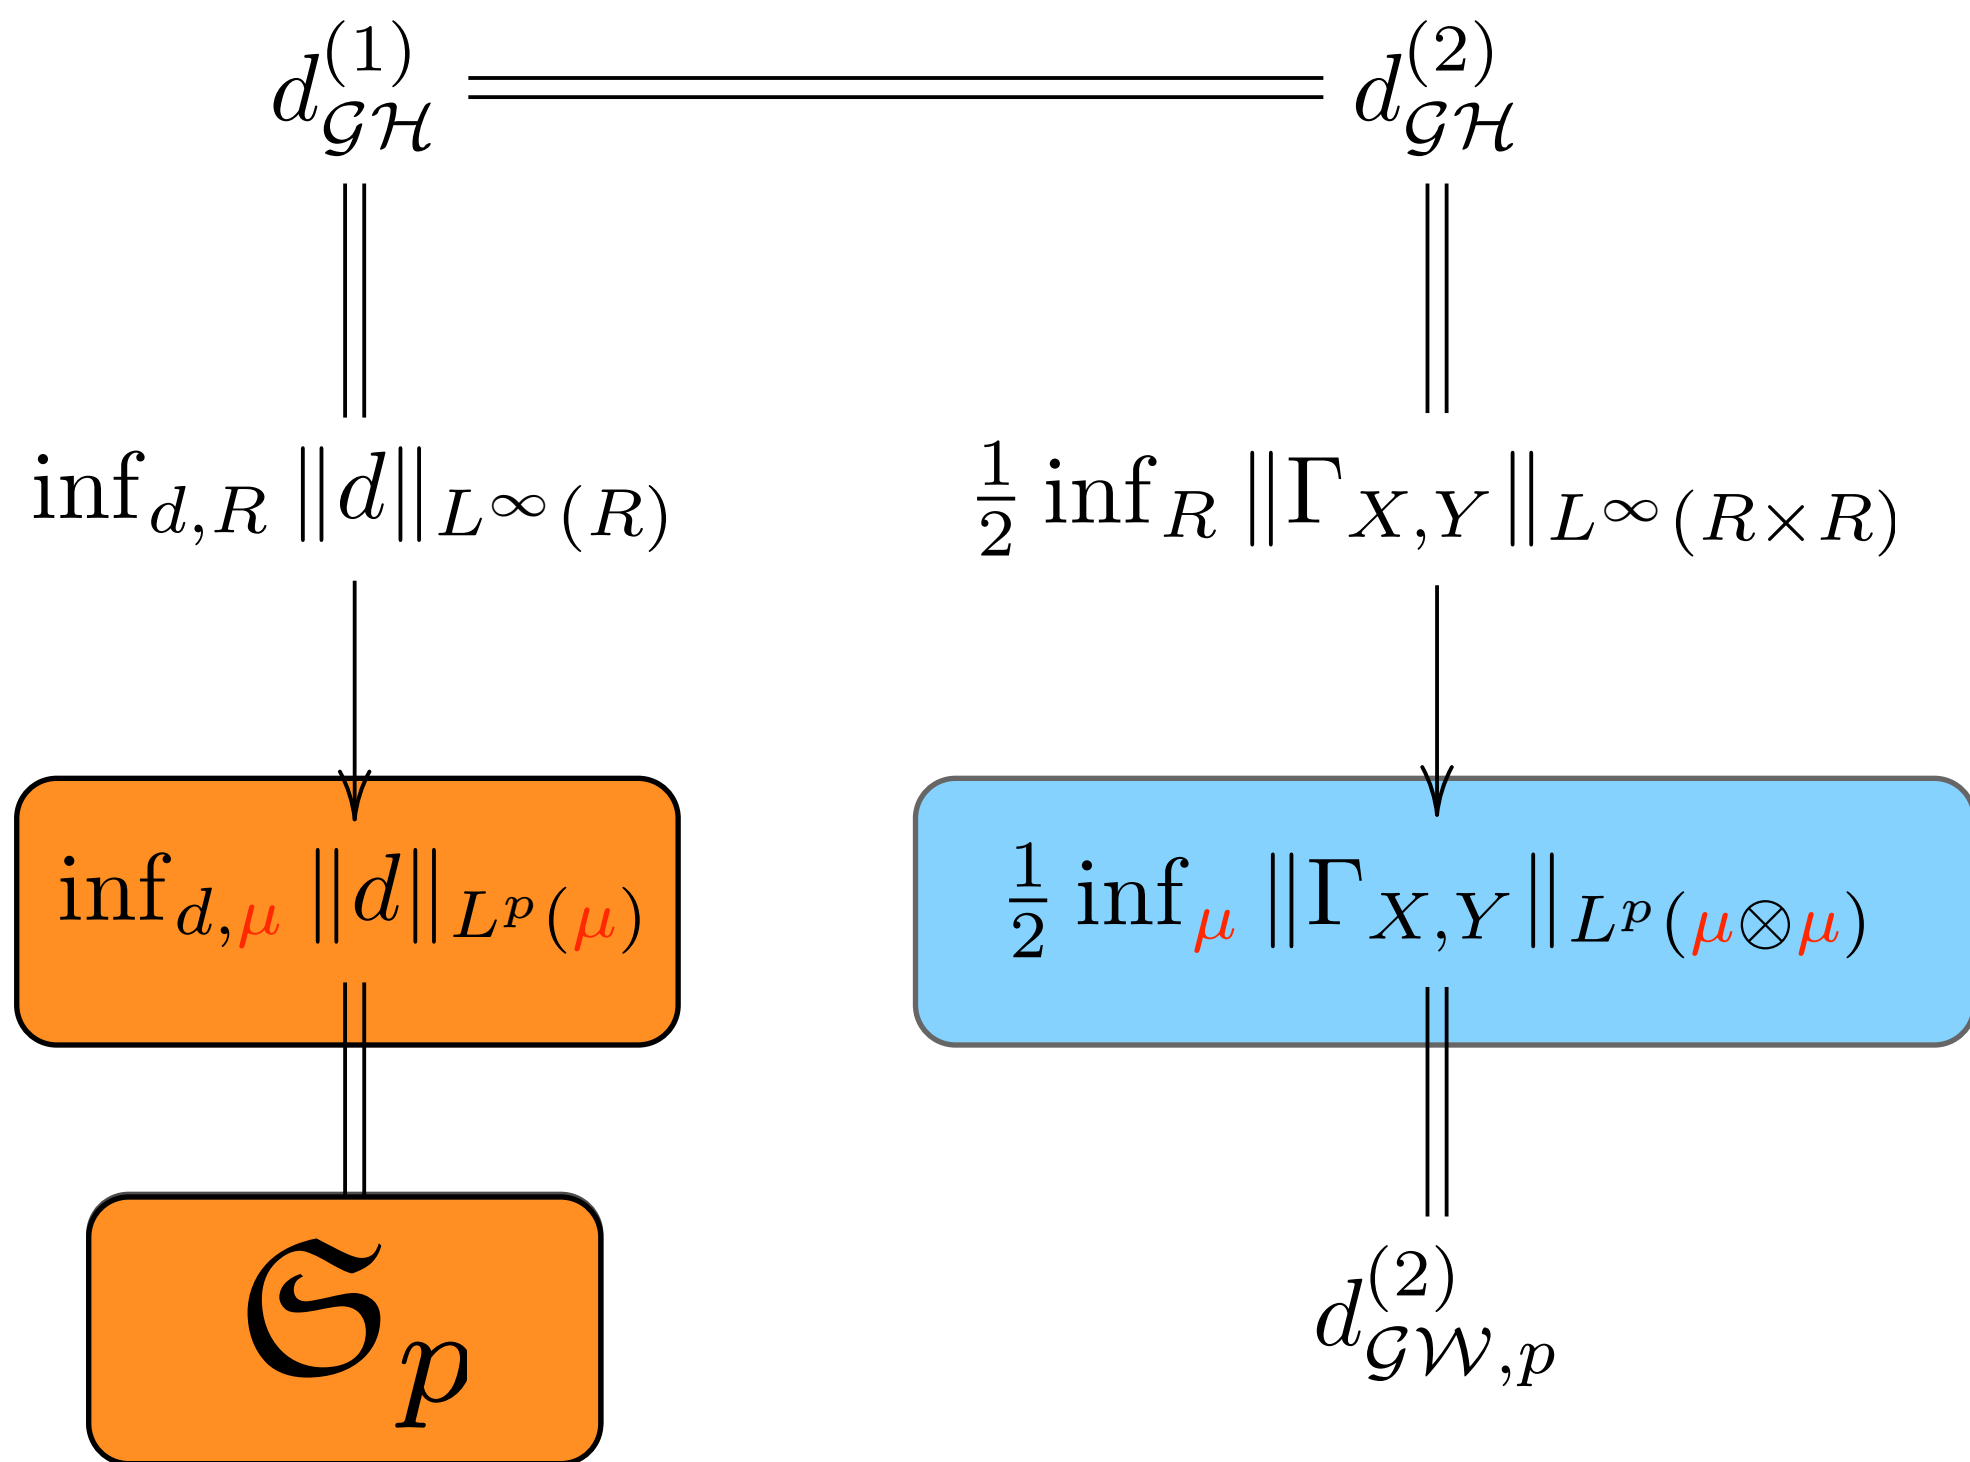 $d_{\mathcal{GH}}^{(1)}$ $d_{\mathcal{GH}}^{(2)}$
$\inf_{d,R} \|d\|_{L^\infty(R)}$ $\frac{1}{2} \inf_R \|\Gamma_{X,Y}\|_{L^\infty(R \times R)}$
$\inf_{d,\mu} \|d\|_{L^p(\mu)}$ $\frac{1}{2} \inf_\mu \|\Gamma_{X,Y}\|_{L^p(\mu \otimes \mu)}$
$\mathfrak{S}_p$ $d_{\mathcal{GW},p}^{(2)}$